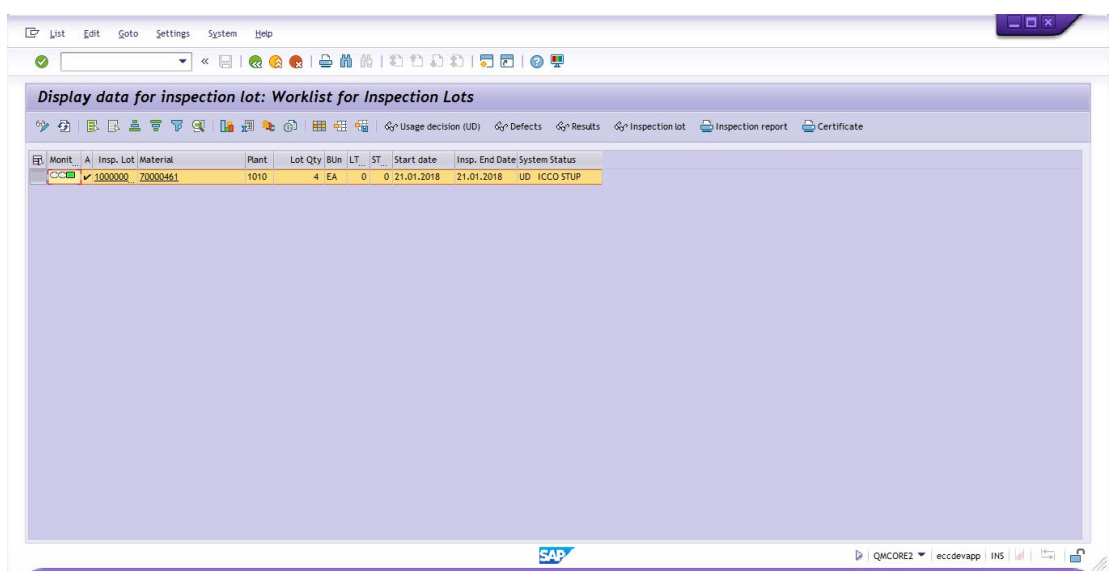 List Edit Goto Settings System Help
Display data for inspection lot: Worklist for Inspection Lots
Usage decision (UD) Defects Results Inspection lot Inspection report Certificate
Monit... A Insp. Lot Material Plant Lot Qty BUn LT... ST... Start date Insp. End Date System Status
1000000... 70000461 1010 4 EA 0 0 21.01.2018 21.01.2018 UD ICCO STUP
SAP QMCORE2 eccdevapp INS